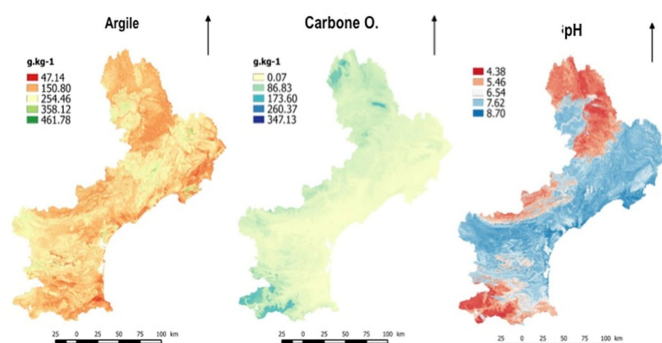 Argile
g.kg-1
47.14
150.80
254.46
358.12
461.78
25 0 25 50 75 100 km
Carbone O.
g.kg-1
0.07
86.83
173.60
260.37
347.13
25 0 25 50 75 100 km
pH
4.38
5.46
6.54
7.62
8.70
25 0 25 50 75 100 km